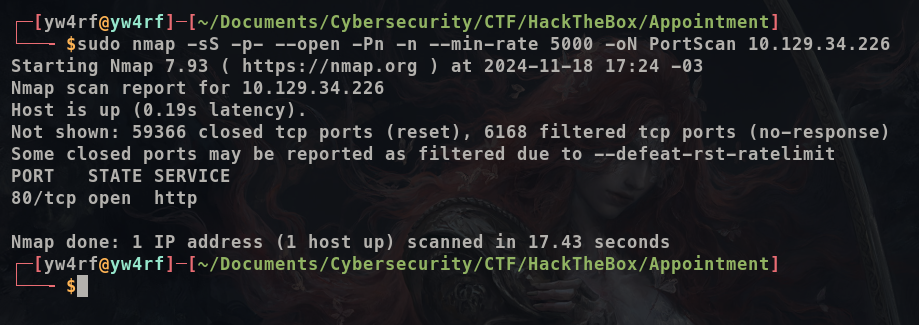 ┌─[yw4rf@yw4rf]─[~/Documents/Cybersecurity/CTF/HackTheBox/Appointment]
└──╼ $sudo nmap -sS -p- --open -Pn -n --min-rate 5000 -oN PortScan 10.129.34.226
Starting Nmap 7.93 ( https://nmap.org ) at 2024-11-18 17:24 -03
Nmap scan report for 10.129.34.226
Host is up (0.19s latency).
Not shown: 59366 closed tcp ports (reset), 6168 filtered tcp ports (no-response)
Some closed ports may be reported as filtered due to --defeat-rst-ratelimit
PORT   STATE SERVICE
80/tcp open  http
Nmap done: 1 IP address (1 host up) scanned in 17.43 seconds
┌─[yw4rf@yw4rf]─[~/Documents/Cybersecurity/CTF/HackTheBox/Appointment]
└──╼ $